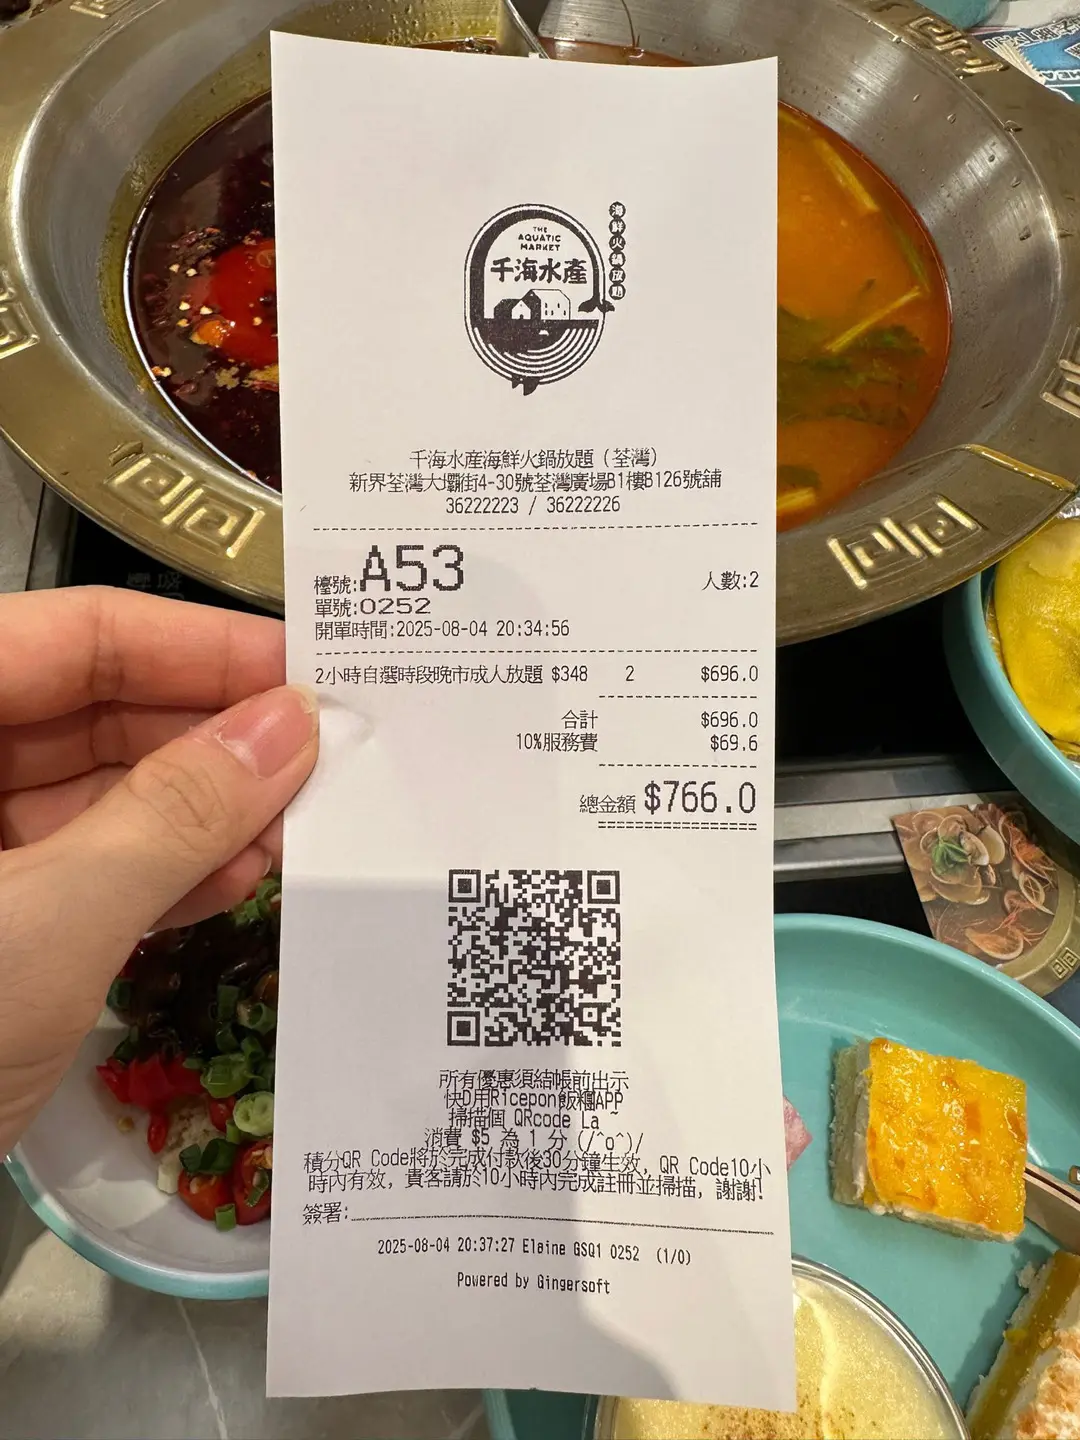 THE
AQUATIC
MARKET
千海水產
海鮮火鍋放題
千海水產海鮮火鍋放題 (荃灣)
新界荃灣大壩街4-30號荃灣廣場B1樓B126號舖
36222223 / 36222226
檯號:A53 人數:2
單號:0252
開單時間:2025-08-04 20:34:56
2小時自選時段晚市成人放題 $348 2 $696.0
合計 $696.0
10%服務費 $69.6
總金額 $766.0
所有優惠須結帳前出示
快D用Ricepon飯糰APP
掃描個 QRcode La ~
消費 $5 為 1 分 (/^o^)/
積分QR Code將於完成付款後30分鐘生效, QR Code10小
時內有效, 貴客請於10小時內完成註冊並掃描, 謝謝!
簽署:
2025-08-04 20:37:27 Elaine GSQ1 0252 (1/0)
Powered by Gingersoft